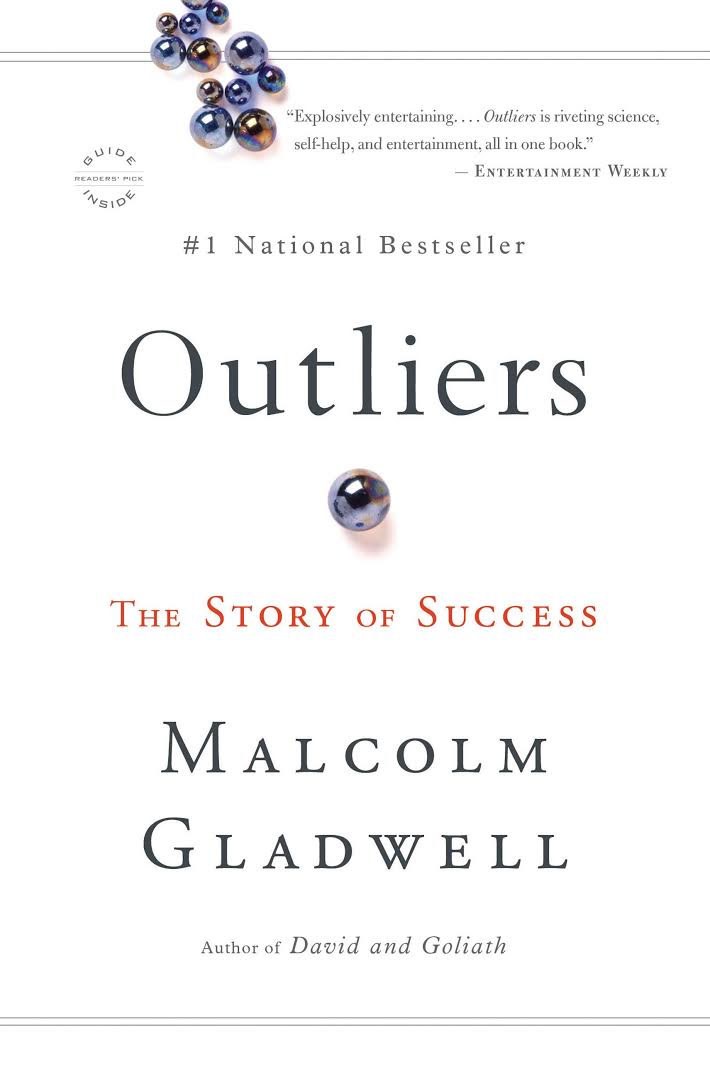 “Explosively entertaining. . . . Outliers is riveting science,
self-help, and entertainment, all in one book.”
— Entertainment Weekly
GUIDE
READERS' PICK
INSIDE
#1 National Bestseller
Outliers
The Story of Success
Malcolm
Gladwell
Author of David and Goliath